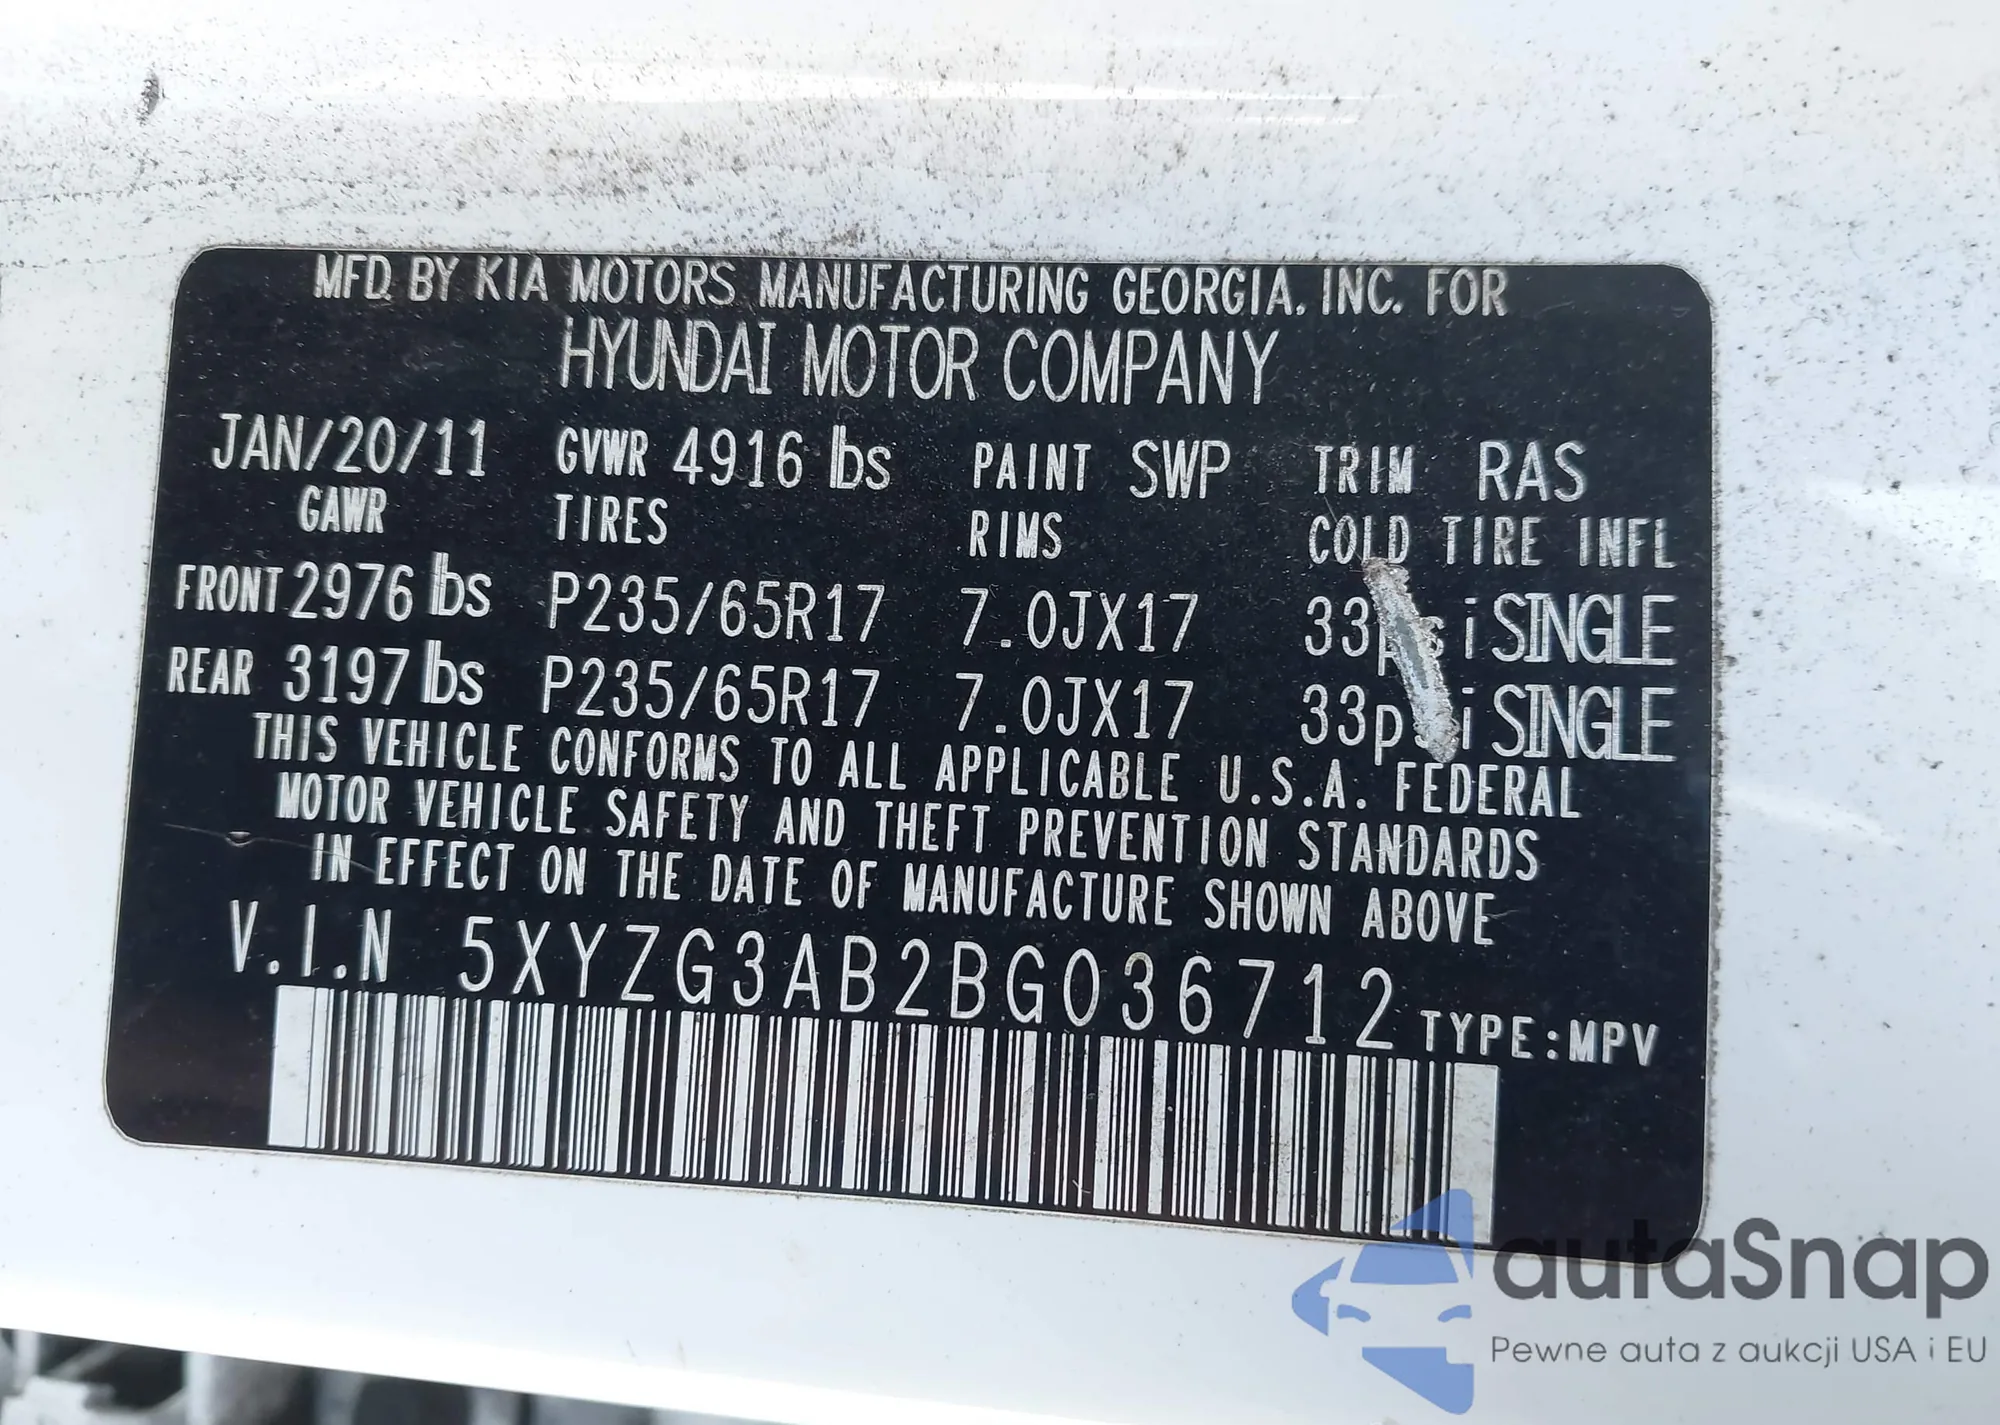 MFD BY KIA MOTORS MANUFACTURING GEORGIA, INC. FOR
HYUNDAI MOTOR COMPANY
JAN/20/11 GVWR 4916 lbs PAINT SWP TRIM RAS
GAWR TIRES RIMS COLD TIRE INFL
FRONT 2976 lbs P235/65R17 7.0JX17 33psi SINGLE
REAR 3197 lbs P235/65R17 7.0JX17 33psi SINGLE
THIS VEHICLE CONFORMS TO ALL APPLICABLE U.S.A. FEDERAL
MOTOR VEHICLE SAFETY AND THEFT PREVENTION STANDARDS
IN EFFECT ON THE DATE OF MANUFACTURE SHOWN ABOVE
V.I.N 5XYZG3AB2BG036712 TYPE:MPV
autaSnap
Pewne auta z aukcji USA i EU